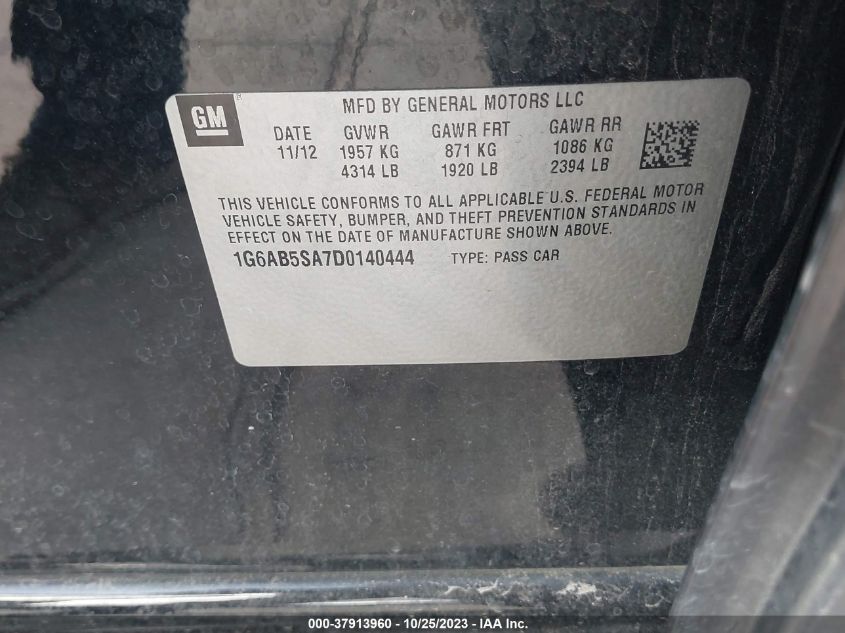 GM ®
MFD BY GENERAL MOTORS LLC
DATE GVWR GAWR FRT GAWR RR
11/12 1957 KG 871 KG 1086 KG
4314 LB 1920 LB 2394 LB
THIS VEHICLE CONFORMS TO ALL APPLICABLE U.S. FEDERAL MOTOR
VEHICLE SAFETY, BUMPER, AND THEFT PREVENTION STANDARDS IN
EFFECT ON THE DATE OF MANUFACTURE SHOWN ABOVE.
1G6AB5SA7D0140444 TYPE: PASS CAR
000-37913960 - 10/25/2023 - IAA Inc.